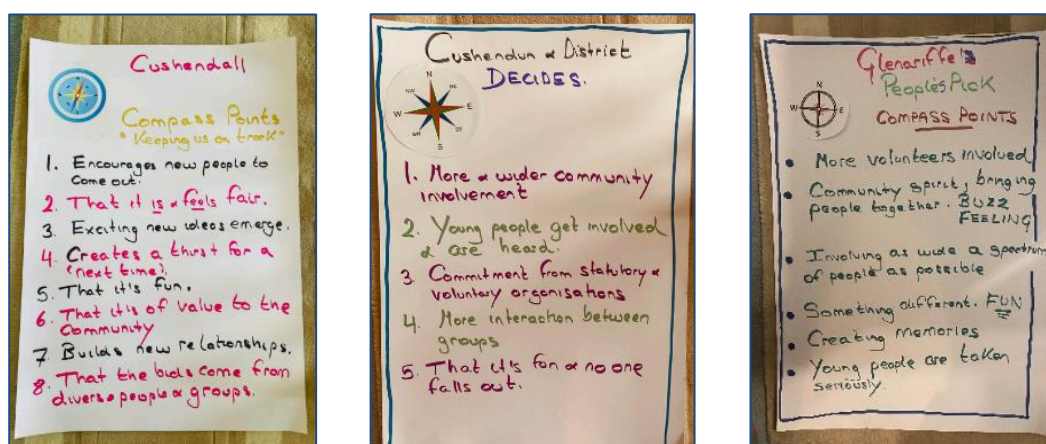 Cushendall
Compass Points
"Keeping us on track"
1. Encourages new people to
come out.
2. That it is & feels fair.
3. Exciting new ideas emerge.
4. Creates a thirst for a
(next time).
5. That it's fun.
6. That it is of value to the
Community
7. Builds new relationships.
8. That the bids come from
diverse people & groups.
Cushendun & District
DECIDES.
N
W
E
S
1. More & wider community
involvement
2. Young people get involved
& are heard.
3. Commitment from statutory &
voluntary organisations
4. More interaction between
groups
5. That it's fun & no one
falls out.
Glenariffe's
People's Pick
COMPASS POINTS
N
W
E
S
• More volunteers involved
• Community spirit, bringing
people together. BUZZ
FEELING
• Involving as wide a spectrum
of people as possible
• Something different. FUN
• Creating memories
• Young people are taken
seriously.